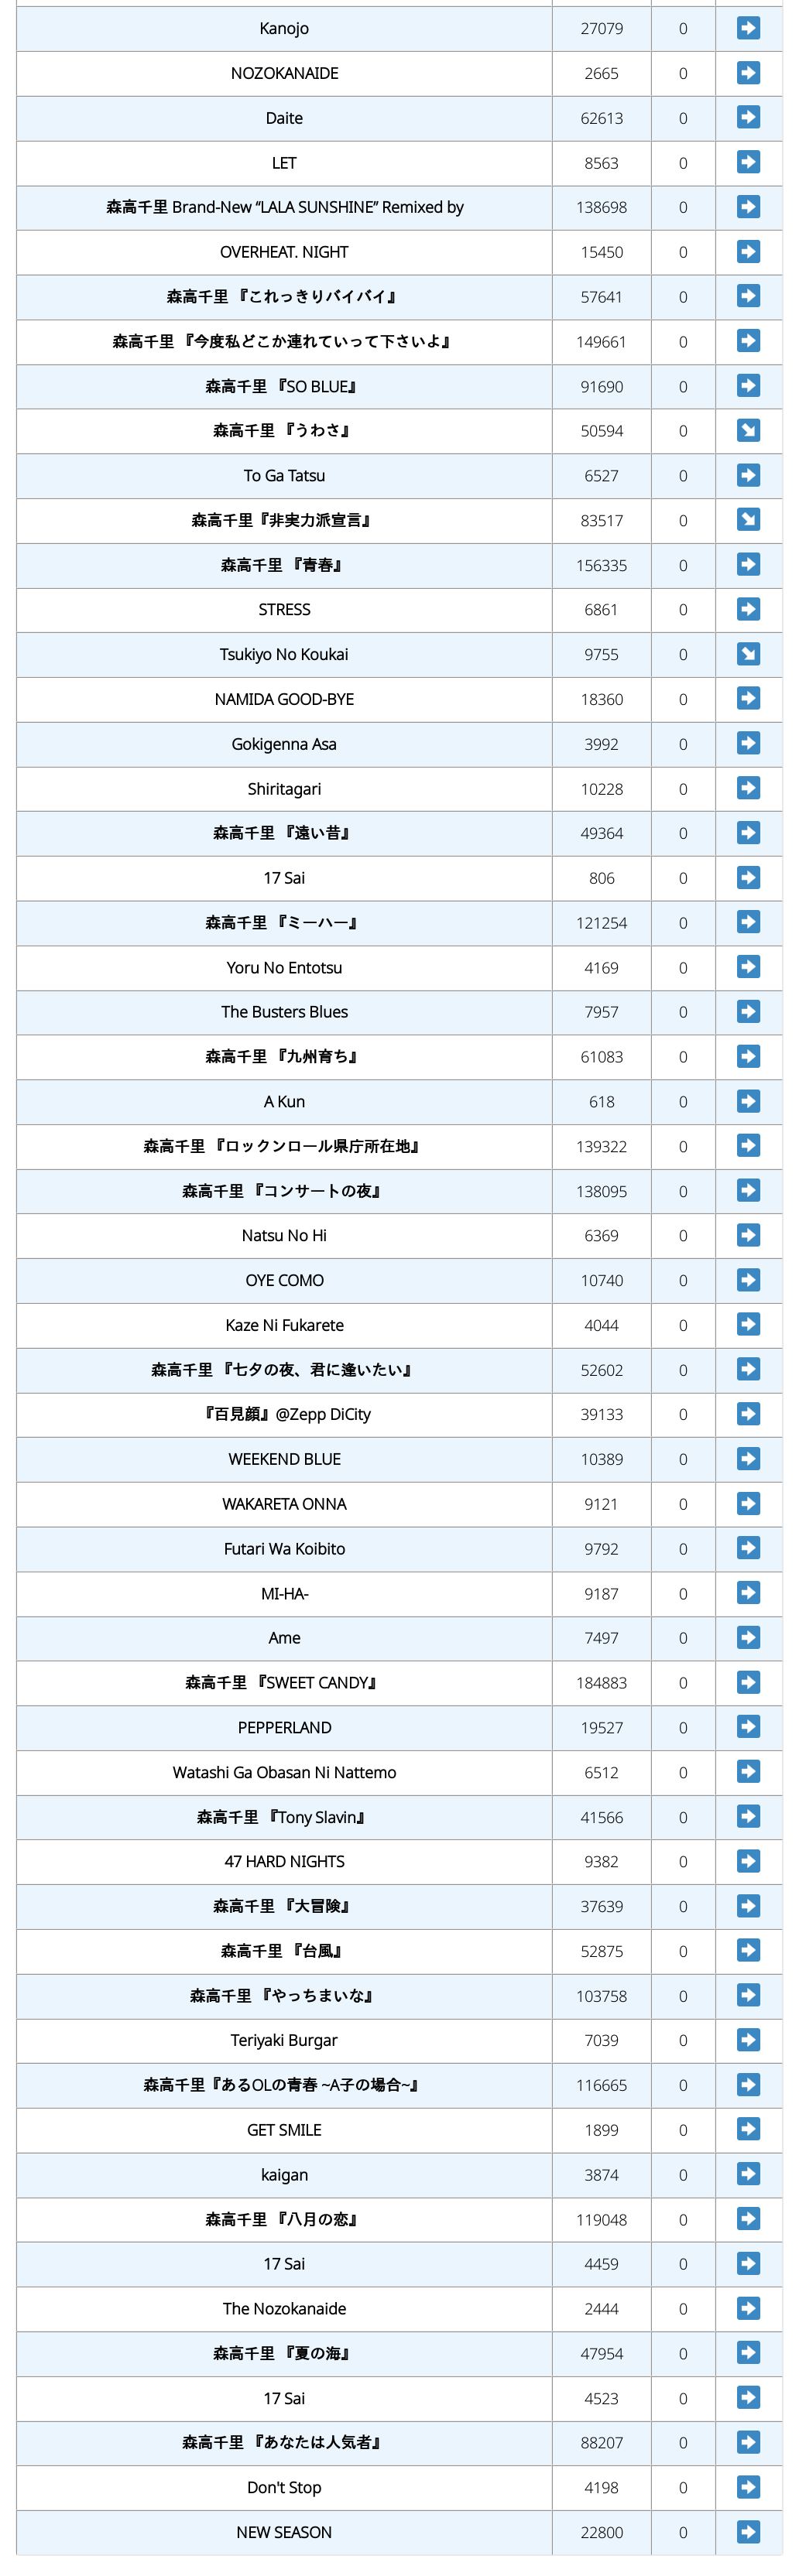 Kanojo 27079 0
NOZOKANAIDE 2665 0
Daite 62613 0
LET 8563 0
森高千里 Brand-New “LALA SUNSHINE” Remixed by 138698 0
OVERHEAT. NIGHT 15450 0
森高千里 『これっきりバイバイ』 57641 0
森高千里 『今度私どこか連れていって下さいよ』 149661 0
森高千里 『SO BLUE』 91690 0
森高千里 『うわさ』 50594 0
To Ga Tatsu 6527 0
森高千里『非実力派宣言』 83517 0
森高千里 『青春』 156335 0
STRESS 6861 0
Tsukiyo No Koukai 9755 0
NAMIDA GOOD-BYE 18360 0
Gokigenna Asa 3992 0
Shiritagari 10228 0
森高千里 『遠い昔』 49364 0
17 Sai 806 0
森高千里 『ミーハー』 121254 0
Yoru No Entotsu 4169 0
The Busters Blues 7957 0
森高千里 『九州育ち』 61083 0
A Kun 618 0
森高千里 『ロックンロール県庁所在地』 139322 0
森高千里 『コンサートの夜』 138095 0
Natsu No Hi 6369 0
OYE COMO 10740 0
Kaze Ni Fukarete 4044 0
森高千里 『七夕の夜、君に逢いたい』 52602 0
『百見顔』@Zepp DiCity 39133 0
WEEKEND BLUE 10389 0
WAKARETA ONNA 9121 0
Futari Wa Koibito 9792 0
MI-HA- 9187 0
Ame 7497 0
森高千里 『SWEET CANDY』 184883 0
PEPPERLAND 19527 0
Watashi Ga Obasan Ni Nattemo 6512 0
森高千里 『Tony Slavin』 41566 0
47 HARD NIGHTS 9382 0
森高千里 『大冒険』 37639 0
森高千里 『台風』 52875 0
森高千里 『やっちまいな』 103758 0
Teriyaki Burgar 7039 0
森高千里『あるOLの青春 ~A子の場合~』 116665 0
GET SMILE 1899 0
kaigan 3874 0
森高千里 『八月の恋』 119048 0
17 Sai 4459 0
The Nozokanaide 2444 0
森高千里 『夏の海』 47954 0
17 Sai 4523 0
森高千里 『あなたは人気者』 88207 0
Don't Stop 4198 0
NEW SEASON 22800 0